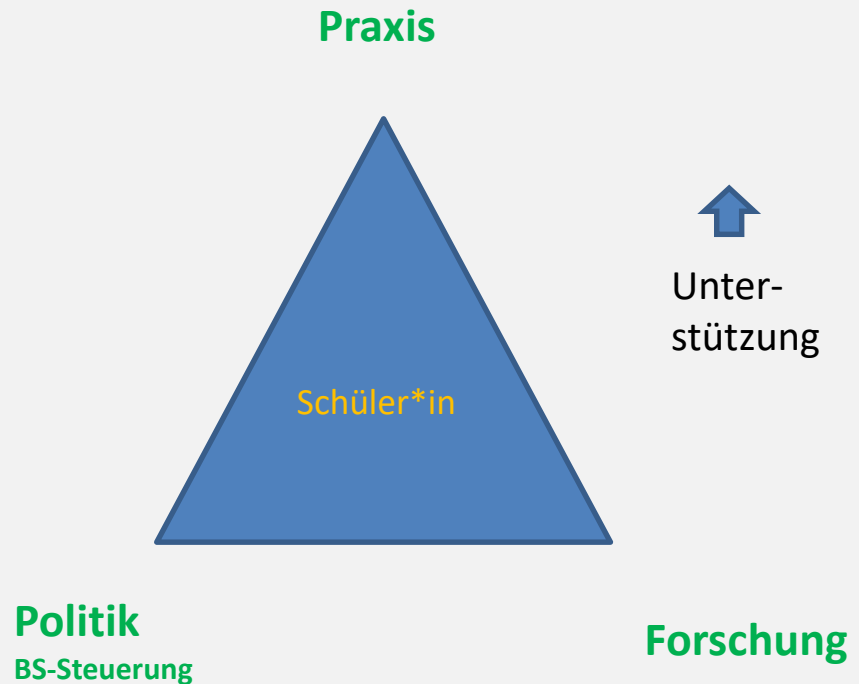 Praxis
Unter-
stützung
Schüler*in
Politik
BS-Steuerung
Forschung